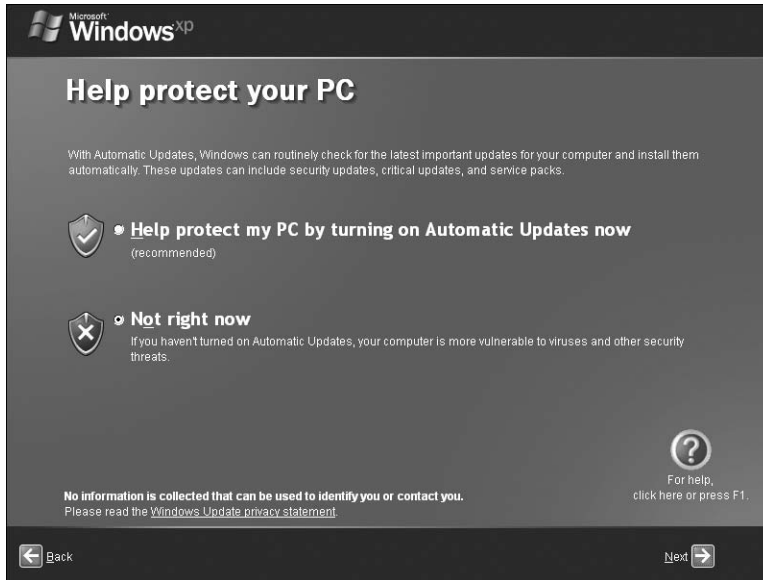 Microsoft
Windows xp
Help protect your PC
With Automatic Updates, Windows can routinely check for the latest important updates for your computer and install them
automatically. These updates can include security updates, critical updates, and service packs.
Help protect my PC by turning on Automatic Updates now
(recommended)
Not right now
If you haven't turned on Automatic Updates, your computer is more vulnerable to viruses and other security
threats.
?
For help,
click here or press F1.
No information is collected that can be used to identify you or contact you.
Please read the Windows Update privacy statement.
Back
Next